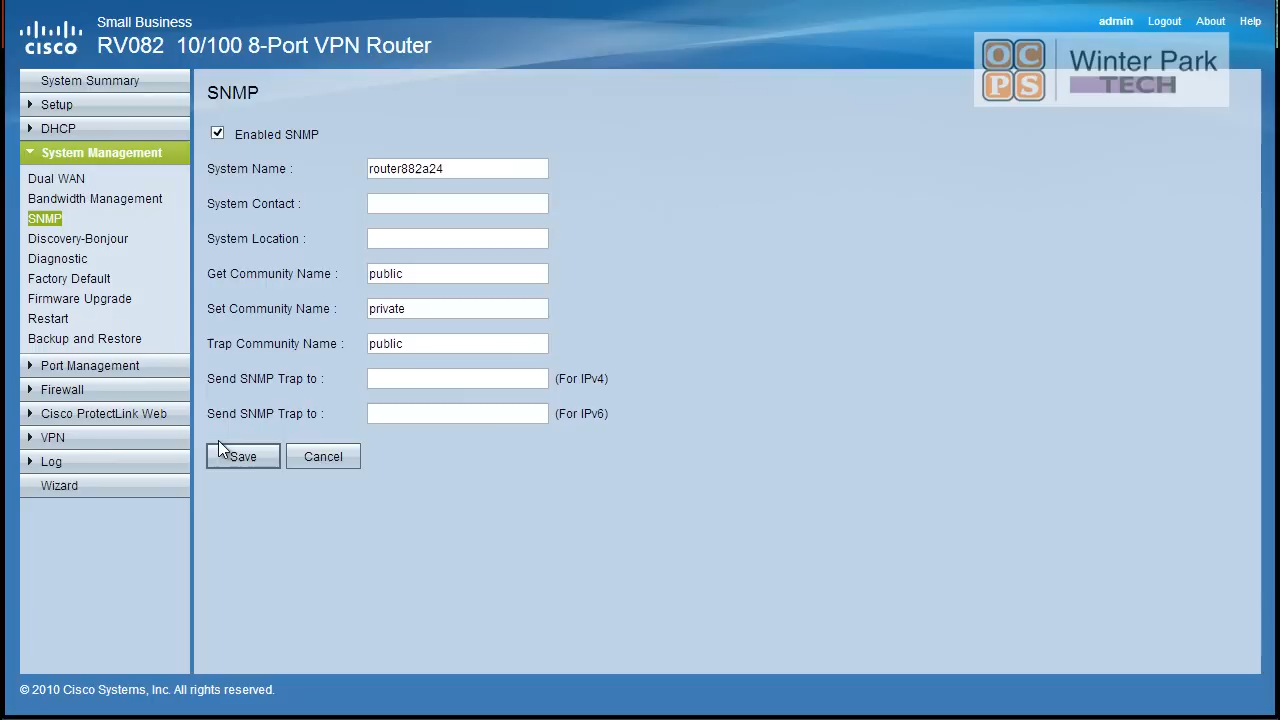 Small Business
CISCO
RV082 10/100 8-Port VPN Router
admin Logout About Help
OC
PS
Winter Park
TECH
System Summary
Setup
DHCP
System Management
Dual WAN
Bandwidth Management
SNMP
Discovery-Bonjour
Diagnostic
Factory Default
Firmware Upgrade
Restart
Backup and Restore
Port Management
Firewall
Cisco ProtectLink Web
VPN
Log
Wizard
SNMP
Enabled SNMP
System Name : router882a24
System Contact :
System Location :
Get Community Name : public
Set Community Name : private
Trap Community Name : public
Send SNMP Trap to : (For IPv4)
Send SNMP Trap to : (For IPv6)
Save Cancel
© 2010 Cisco Systems, Inc. All rights reserved.